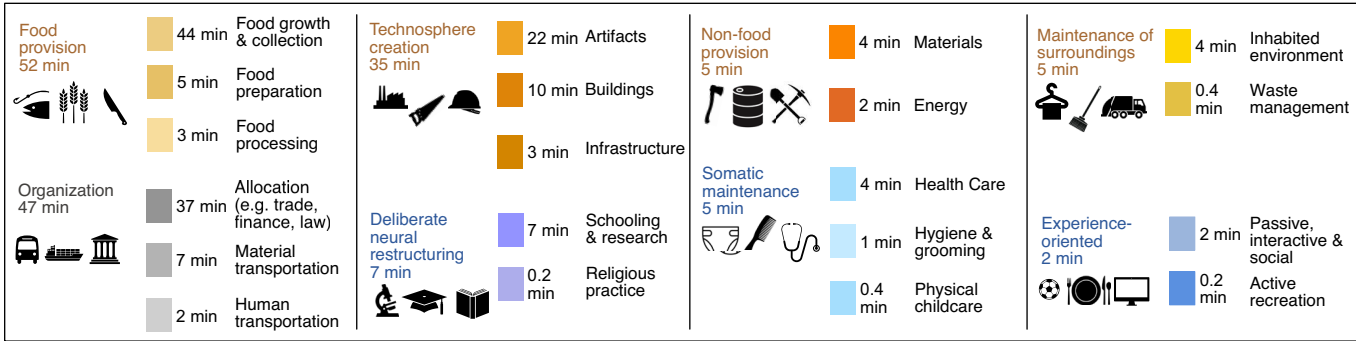 Food
provision
52 min
44 min
Food growth
& collection
5 min
Food
preparation
3 min
Food
processing
Organization
47 min
37 min
Allocation
(e.g. trade,
finance, law)
7 min
Material
transportation
2 min
Human
transportation
Technosphere
creation
35 min
22 min
Artifacts
10 min
Buildings
3 min
Infrastructure
Deliberate
neural
restructuring
7 min
7 min
Schooling
& research
0.2
min
Religious
practice
Non-food
provision
5 min
4 min
Materials
2 min
Energy
Somatic
maintenance
5 min
4 min
Health Care
1 min
Hygiene &
grooming
0.4
min
Physical
childcare
Maintenance of
surroundings
5 min
4 min
Inhabited
environment
0.4
min
Waste
management
Experience-
oriented
2 min
2 min
Passive,
interactive &
social
0.2
min
Active
recreation